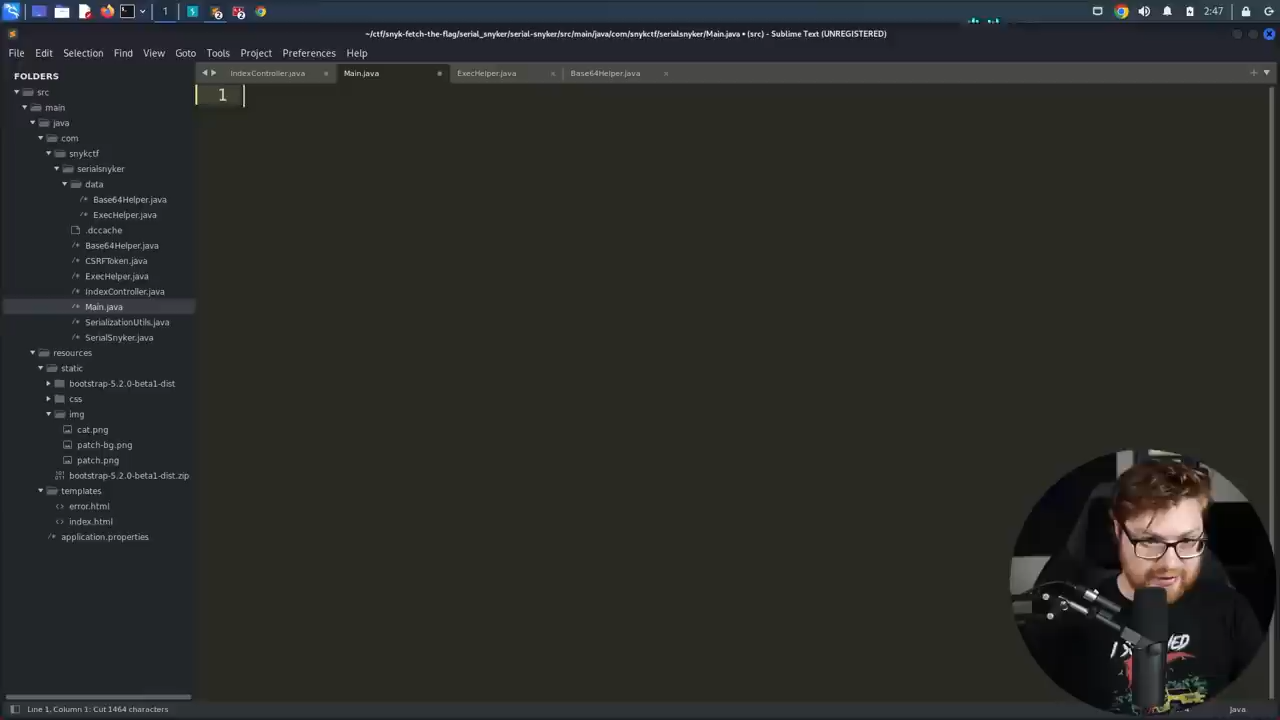 2:47
~/ctf/snyk-fetch-the-flag/serial_snyker/serial-snyker/src/main/java/com/snykctf/serialsnyker/Main.java • (src) - Sublime Text (UNREGISTERED)
File Edit Selection Find View Goto Tools Project Preferences Help
FOLDERS
IndexController.java Main.java ExecHelper.java Base64Helper.java
1
src
main
java
com
snykctf
serialsnyker
data
Base64Helper.java
ExecHelper.java
.dccache
Base64Helper.java
CSRFToken.java
ExecHelper.java
IndexController.java
Main.java
SerializationUtils.java
SerialSnyker.java
resources
static
bootstrap-5.2.0-beta1-dist
css
img
cat.png
patch-bg.png
patch.png
bootstrap-5.2.0-beta1-dist.zip
templates
error.html
index.html
application.properties
Line 1, Column 1: Cut 1464 characters
Java